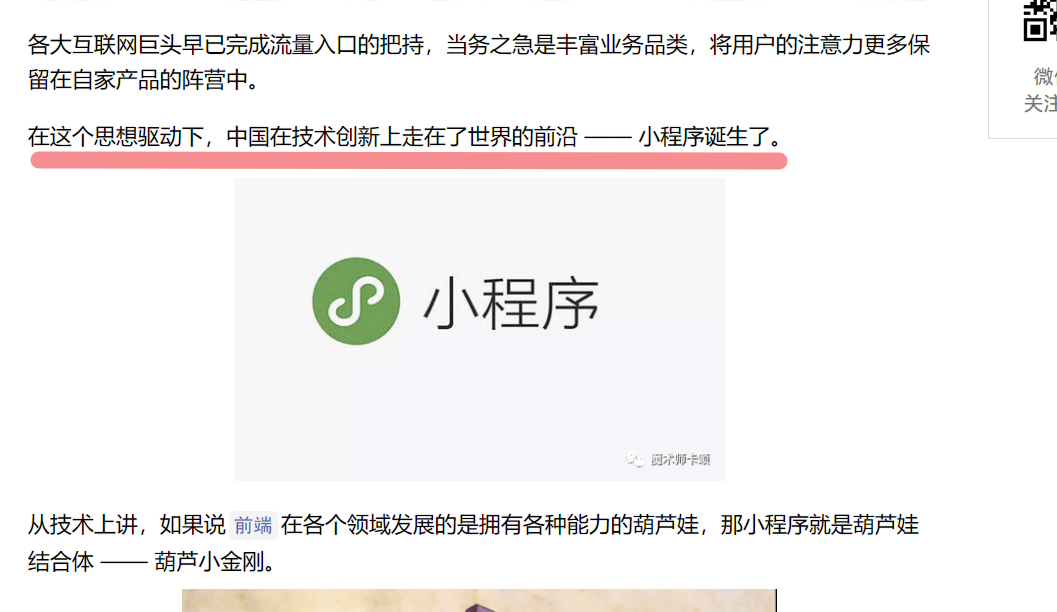 各大互联网巨头早已完成流量入口的把持，当务之急是丰富业务品类，将用户的注意力更多保
留在自家产品的阵营中。
在这个思想驱动下，中国在技术创新上走在了世界的前沿 —— 小程序诞生了。
小程序
魔术师卡颂
从技术上讲，如果说 前端 在各个领域发展的是拥有各种能力的葫芦娃，那小程序就是葫芦娃
结合体 —— 葫芦小金刚。
微
关注